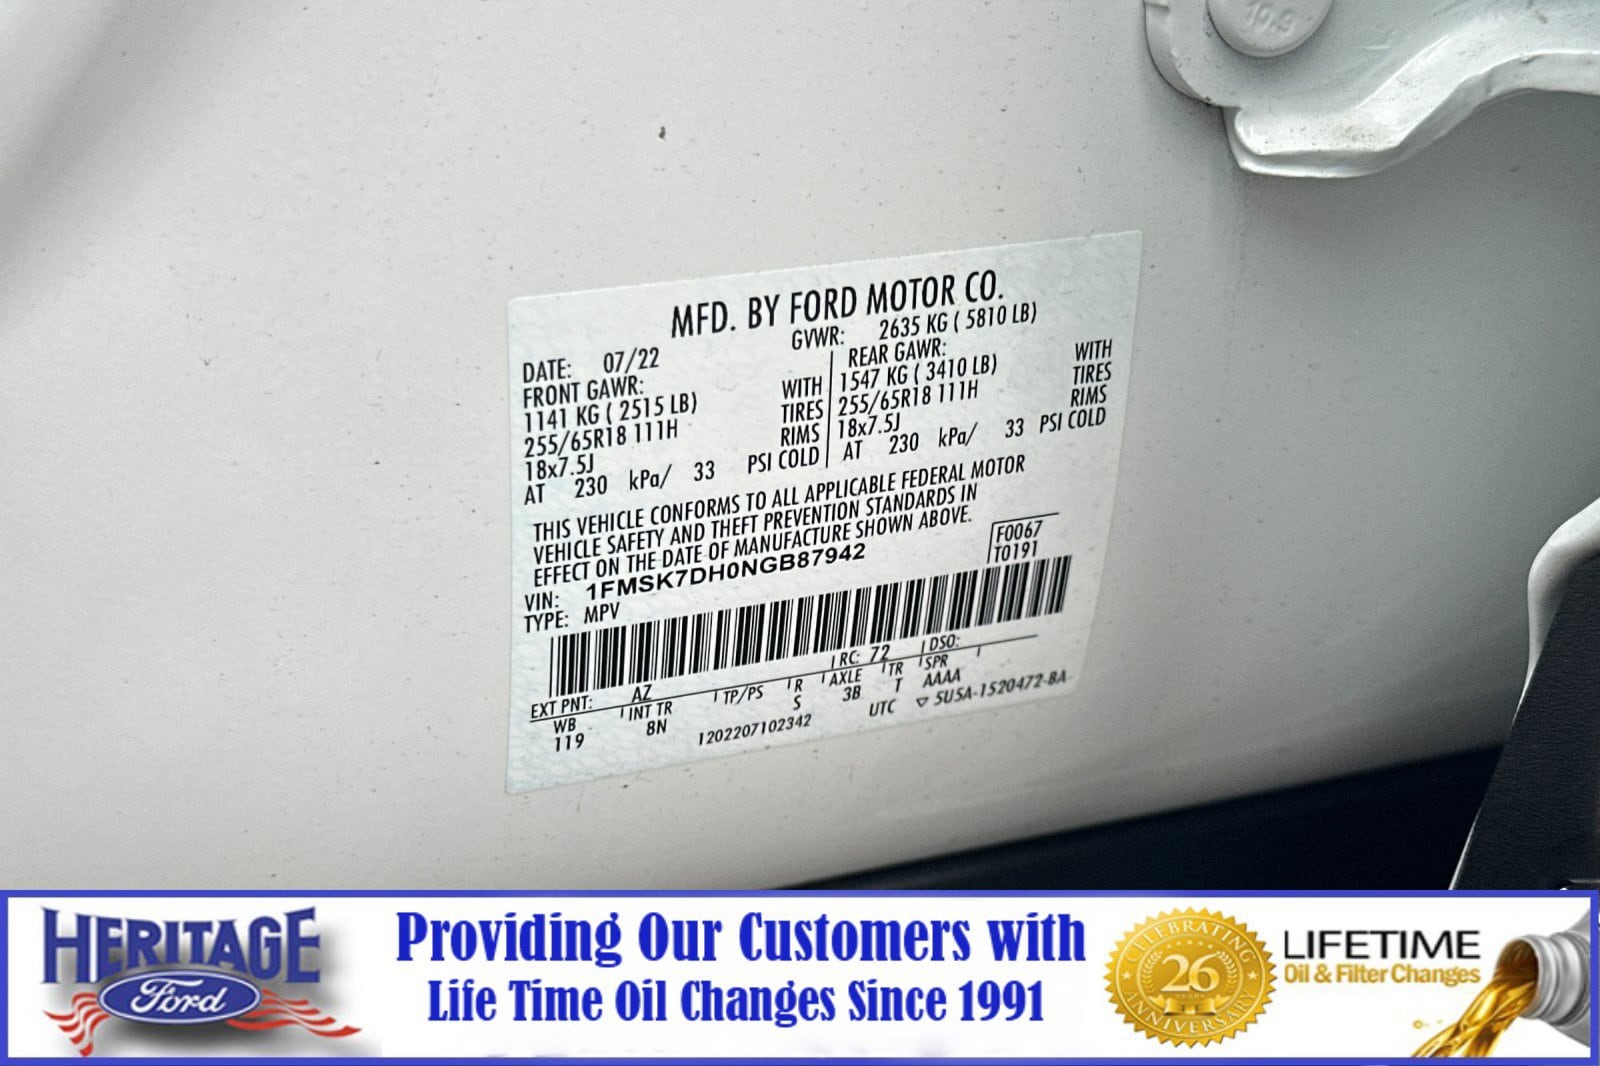 10.9
MFD. BY FORD MOTOR CO.
DATE: 07/22 GVWR: 2635 KG ( 5810 LB)
FRONT GAWR: REAR GAWR:
1141 KG ( 2515 LB) WITH 1547 KG ( 3410 LB) WITH
255/65R18 111H TIRES 255/65R18 111H TIRES
18x7.5J RIMS 18x7.5J RIMS
AT 230 kPa/ 33 PSI COLD AT 230 kPa/ 33 PSI COLD
THIS VEHICLE CONFORMS TO ALL APPLICABLE FEDERAL MOTOR
VEHICLE SAFETY AND THEFT PREVENTION STANDARDS IN
EFFECT ON THE DATE OF MANUFACTURE SHOWN ABOVE.
VIN: 1FMSK7DH0NGB87942 F0067
TYPE: MPV T0191
EXT PNT: AZ RC: 72 DSO:
WB INT TR TP/PS R AXLE TR SPR
119 8N S 3B T AAAA
1202207102342 UTC ▽ 5U5A-1520472-BA
HERITAGE
Ford
Providing Our Customers with
Life Time Oil Changes Since 1991
CELEBRATING
26
YEARS
ANNIVERSARY
LIFETIME
Oil & Filter Changes